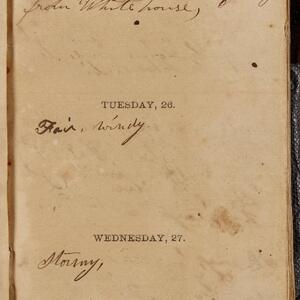 from White house,
TUESDAY, 26.
Fair, windy
WEDNESDAY, 27.
Stormy,